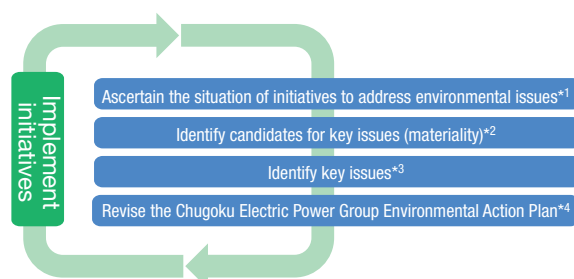 Implement
initiatives
Ascertain the situation of initiatives to address environmental issues*1
Identify candidates for key issues (materiality)*2
Identify key issues*3
Revise the Chugoku Electric Power Group Environmental Action Plan*4